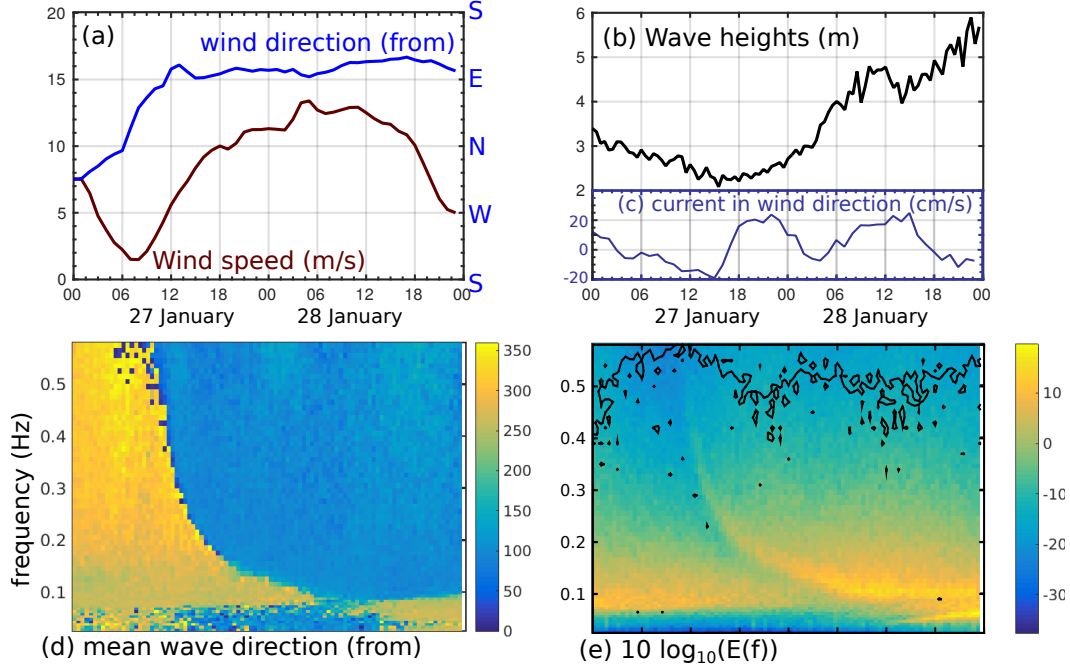 (a)
wind direction (from)
Wind speed (m/s)
20
15
10
5
0
S
E
N
W
S
00 06 12 18 00 06 12 18 00
27 January 28 January
(b) Wave heights (m)
6
5
4
3
2
(c) current in wind direction (cm/s)
20
0
-20
00 06 12 18 00 06 12 18 00
27 January 28 January
frequency (Hz)
0.5
0.4
0.3
0.2
0.1
350
300
250
200
150
100
50
0
(d) mean wave direction (from)
0.5
0.4
0.3
0.2
0.1
10
0
-10
-20
-30
(e) 10 log10(E(f))